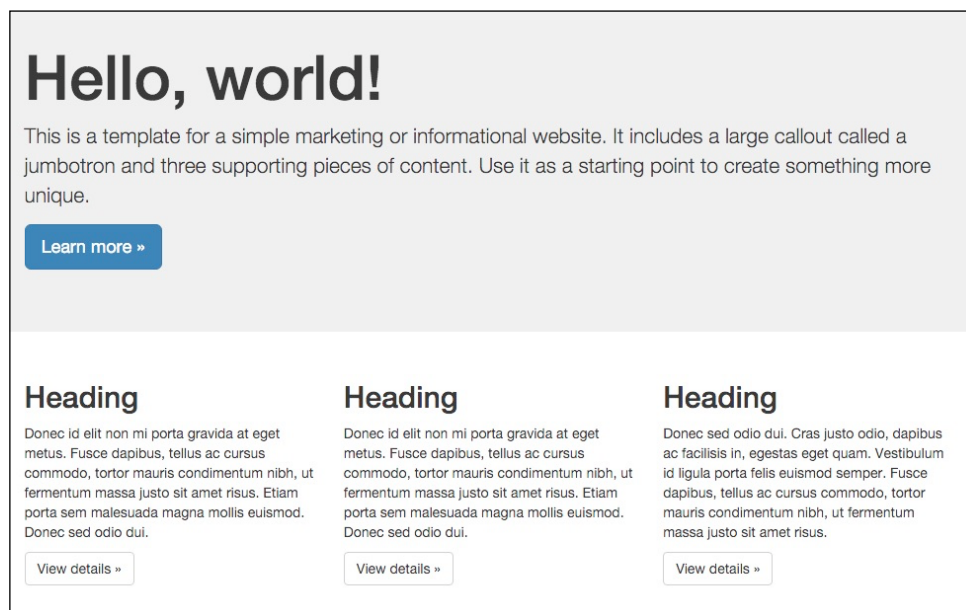 Hello, world!
This is a template for a simple marketing or informational website. It includes a large callout called a
jumbotron and three supporting pieces of content. Use it as a starting point to create something more
unique.
Learn more »
Heading
Donec id elit non mi porta gravida at eget
metus. Fusce dapibus, tellus ac cursus
commodo, tortor mauris condimentum nibh, ut
fermentum massa justo sit amet risus. Etiam
porta sem malesuada magna mollis euismod.
Donec sed odio dui.
View details »
Heading
Donec id elit non mi porta gravida at eget
metus. Fusce dapibus, tellus ac cursus
commodo, tortor mauris condimentum nibh, ut
fermentum massa justo sit amet risus. Etiam
porta sem malesuada magna mollis euismod.
Donec sed odio dui.
View details »
Heading
Donec sed odio dui. Cras justo odio, dapibus
ac facilisis in, egestas eget quam. Vestibulum
id ligula porta felis euismod semper. Fusce
dapibus, tellus ac cursus commodo, tortor
mauris condimentum nibh, ut fermentum
massa justo sit amet risus.
View details »